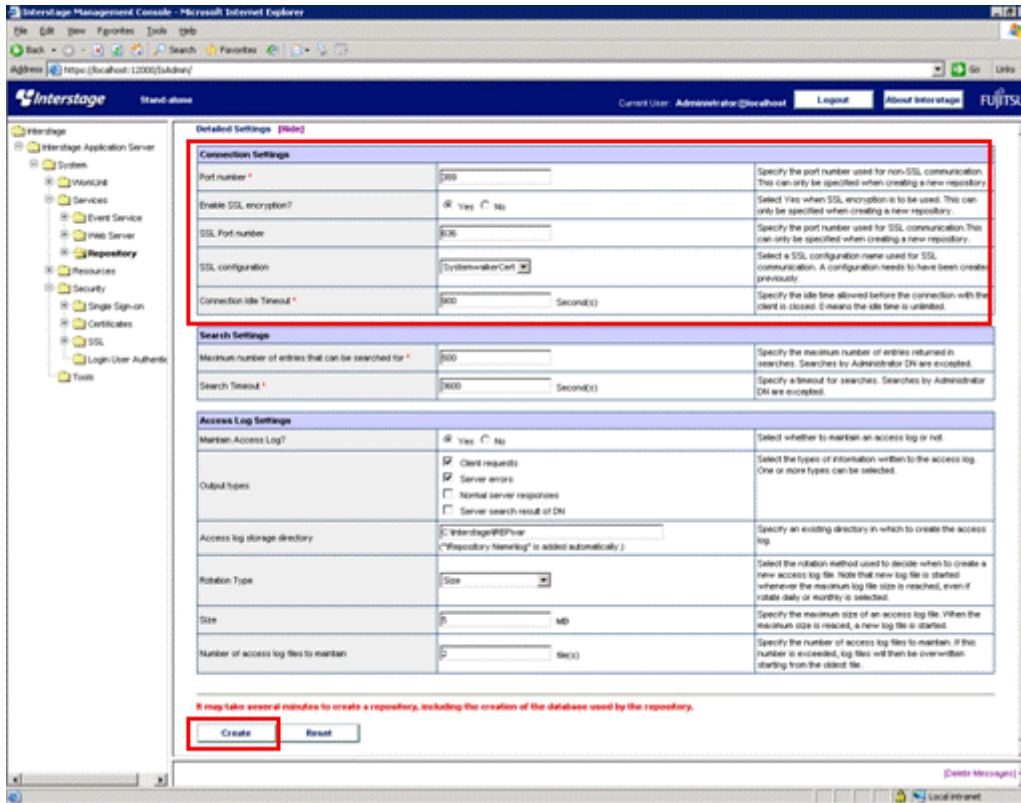 Interstage Management Console - Microsoft Internet Explorer
File Edit View Favorites Tools Help
Back Search Favorites
Address https://localhost:12000/IsAdmin/ Go Links
Interstage Stand-alone Current User: Administrator@localhost Logout About Interstage FUJITSU
Interstage
Interstage Application Server
System
WorkUnit
Services
Event Service
Web Server
Repository
Resources
Security
Single Sign-on
Certificates
SSL
Login User Authentic
Tools
Detailed Settings [Hide]
Connection Settings
Port number * 389 Specify the port number used for non-SSL communication.
This can only be specified when creating a new repository.
Enable SSL encryption? Yes No Select Yes when SSL encryption is to be used. This can
only be specified when creating a new repository.
SSL Port number 636 Specify the port number used for SSL communication.This
can only be specified when creating a new repository.
SSL configuration SystemwalkerCert Select a SSL configuration name used for SSL
communication. A configuration needs to have been created
previously.
Connection Idle Timeout * 900 Second(s) Specify the idle time allowed before the connection with the
client is closed. 0 means the idle time is unlimited.
Search Settings
Maximum number of entries that can be searched for * 500 Specify the maximum number of entries returned in
searches. Searches by Administrator DN are excepted.
Search Timeout * 3600 Second(s) Specify a timeout for searches. Searches by Administrator
DN are excepted.
Access Log Settings
Maintain Access Log? Yes No Select whether to maintain an access log or not.
Output types Client requests Select the types of information written to the access log.
Server errors One or more types can be selected.
Normal server responses
Server search result of DN
Access log storage directory C:\Interstage\IREP\var Specify an existing directory in which to create the access
("\Repository Name\log" is added automatically.) log.
Rotation Type Size Select the rotation method used to decide when to create a
new access log file. Note that new log file is started
whenever the maximum log file size is reached, even if
rotate daily or monthly is selected.
Size 5 MB Specify the maximum size of an access log file. When the
maximum size is reaced, a new log file is started.
Number of access log files to maintain 2 file(s) Specify the number of access log files to maintain. If this
number is exceeded, log files will then be overwritten
starting from the oldest file.
It may take several minutes to create a repository, including the creation of the database used by the repository.
Create Reset
[Delete Messages]
Local intranet